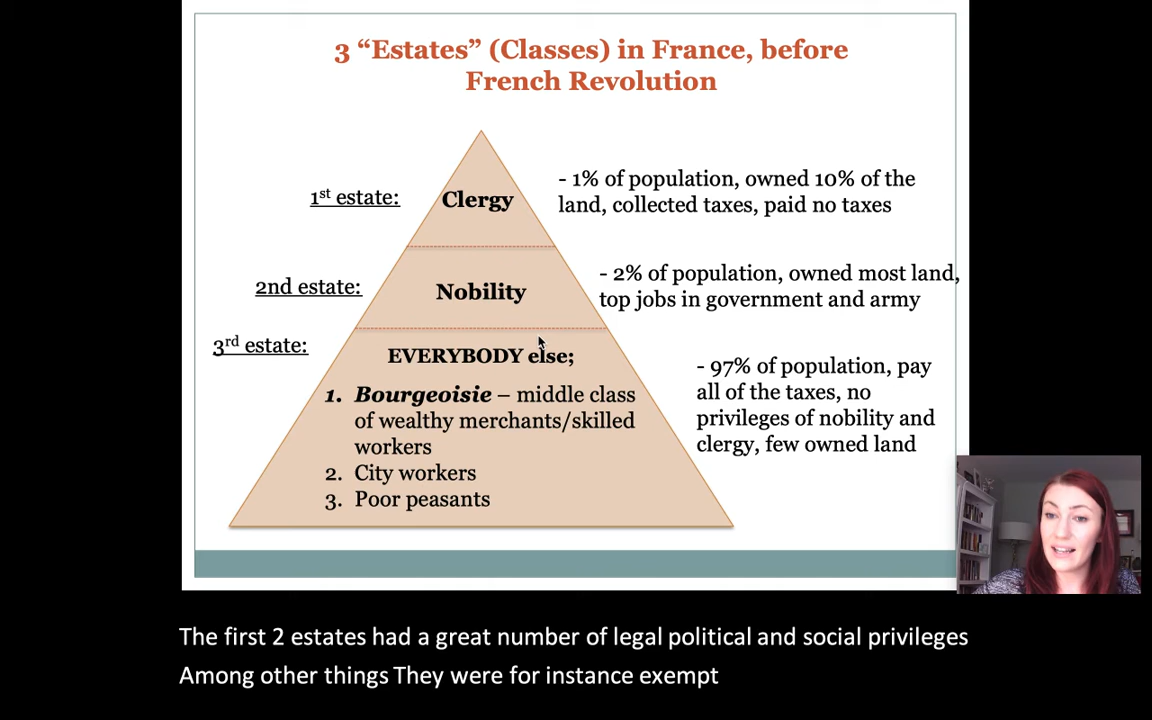 3 “Estates” (Classes) in France, before
French Revolution
1st estate:
Clergy
- 1% of population, owned 10% of the
land, collected taxes, paid no taxes
2nd estate:
Nobility
- 2% of population, owned most land,
top jobs in government and army
3rd estate:
EVERYBODY else;
1. Bourgeoisie – middle class
of wealthy merchants/skilled
workers
2. City workers
3. Poor peasants
- 97% of population, pay
all of the taxes, no
privileges of nobility and
clergy, few owned land
The first 2 estates had a great number of legal political and social privileges
Among other things They were for instance exempt